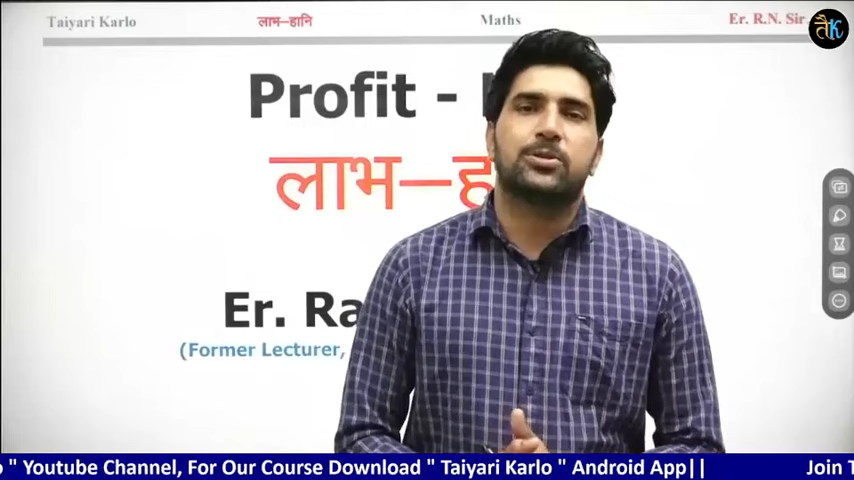 Taiyari Karlo लाभ–हानि Maths Er. R.N. Sir
तैK
Profit -
लाभ–ह
Er. Ra
(Former Lecturer,
" YouTube Channel, For Our Course Download " Taiyari Karlo " Android App|| Join